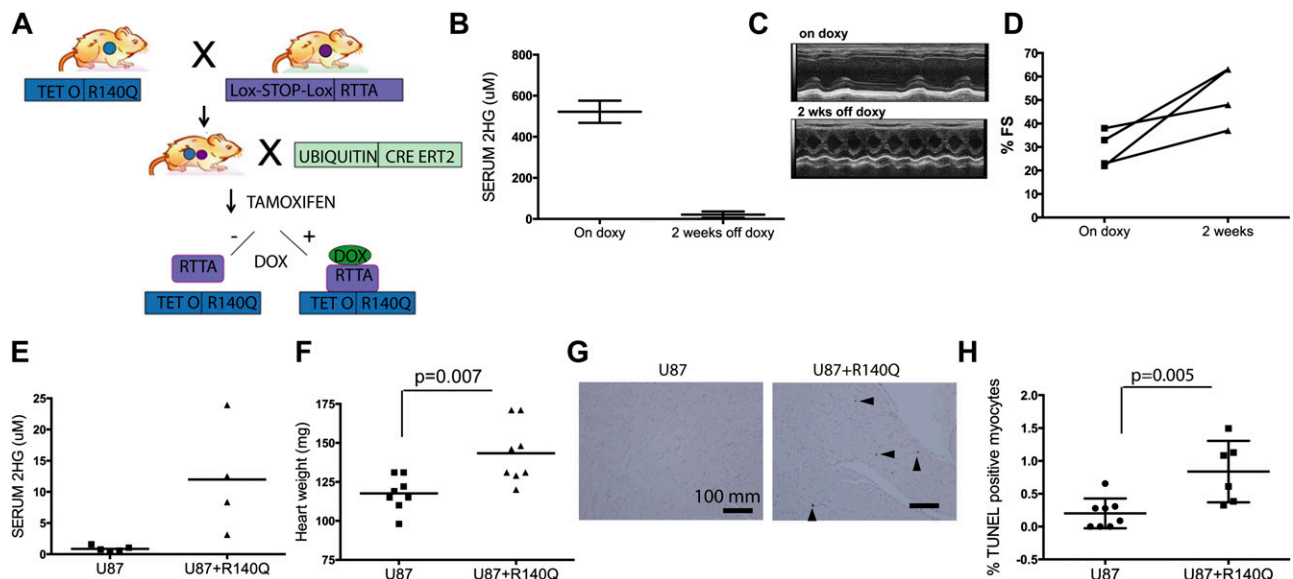 A
X
TET O R140Q
Lox-STOP-Lox RTTA
X
UBIQUITIN CRE ERT2
TAMOXIFEN
-
+
DOX
RTTA
DOX
RTTA
TET O R140Q
TET O R140Q
B
SERUM 2HG (uM)
800
600
400
200
0
On doxy
2 weeks off doxy
C
on doxy
2 wks off doxy
D
% FS
70
60
50
40
30
20
10
0
On doxy
2 weeks
E
SERUM 2HG (uM)
25
20
15
10
5
0
U87
U87+R140Q
F
p=0.007
Heart weight (mg)
175
150
125
100
75
U87
U87+R140Q
G
U87
U87+R140Q
100 mm
H
p=0.005
% TUNEL positive myocytes
2.0
1.5
1.0
0.5
0.0
-0.5
U87
U87+R140Q